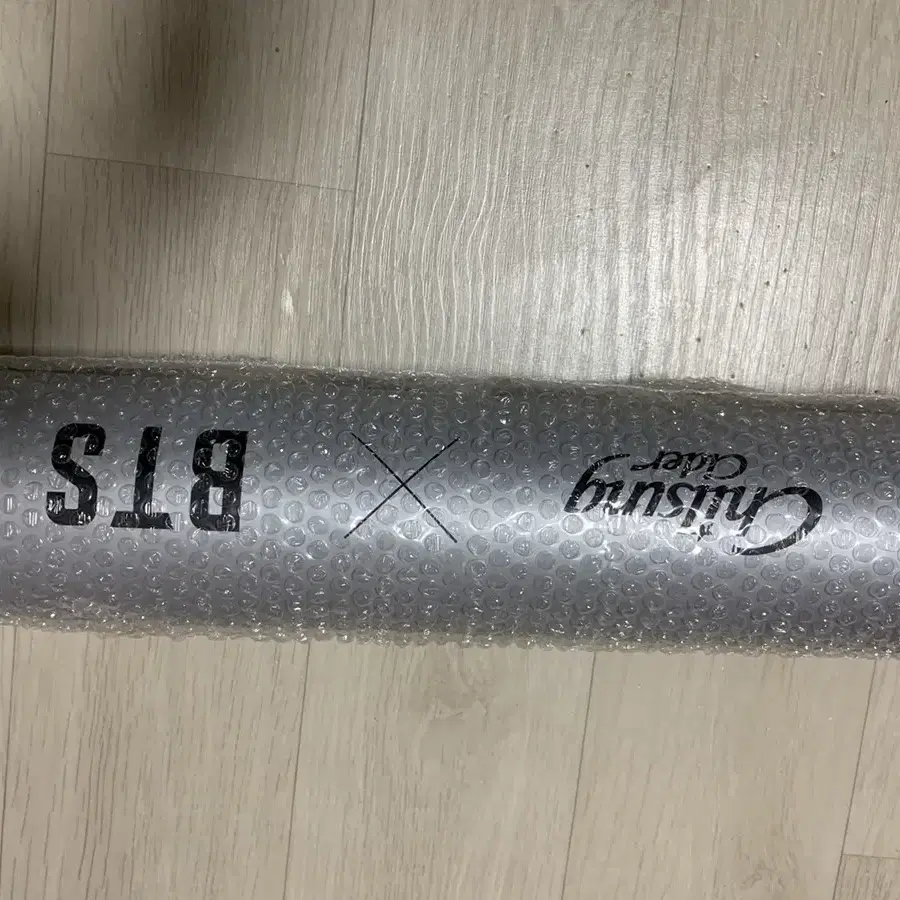 Chilsung
Cider
X
BTS